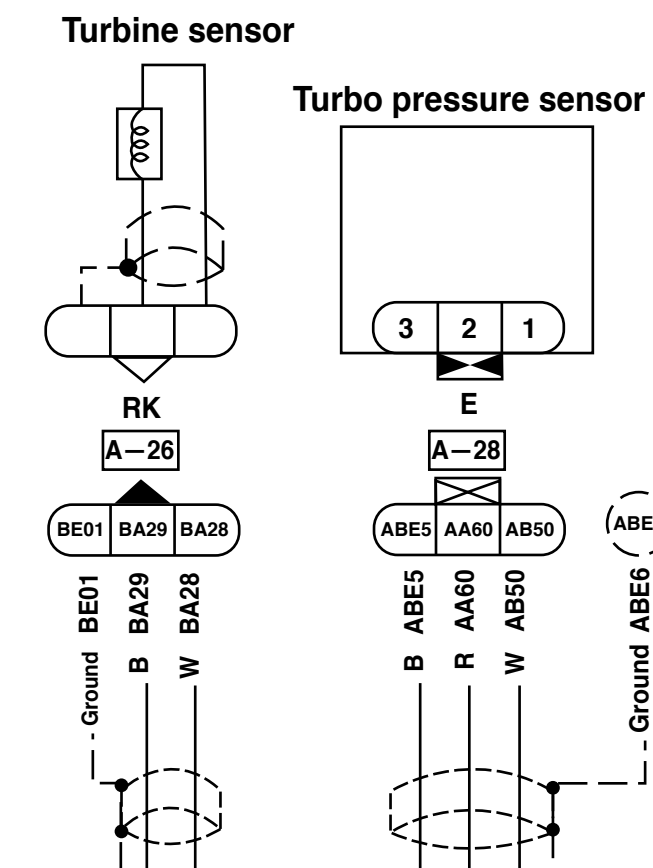 Turbine sensor
Turbo pressure sensor
3 2 1
RK
E
A–26
A–28
BE01 BA29 BA28
ABE5 AA60 AB50
ABE
Ground BE01
B BA29
W BA28
B ABE5
R AA60
W AB50
Ground ABE6